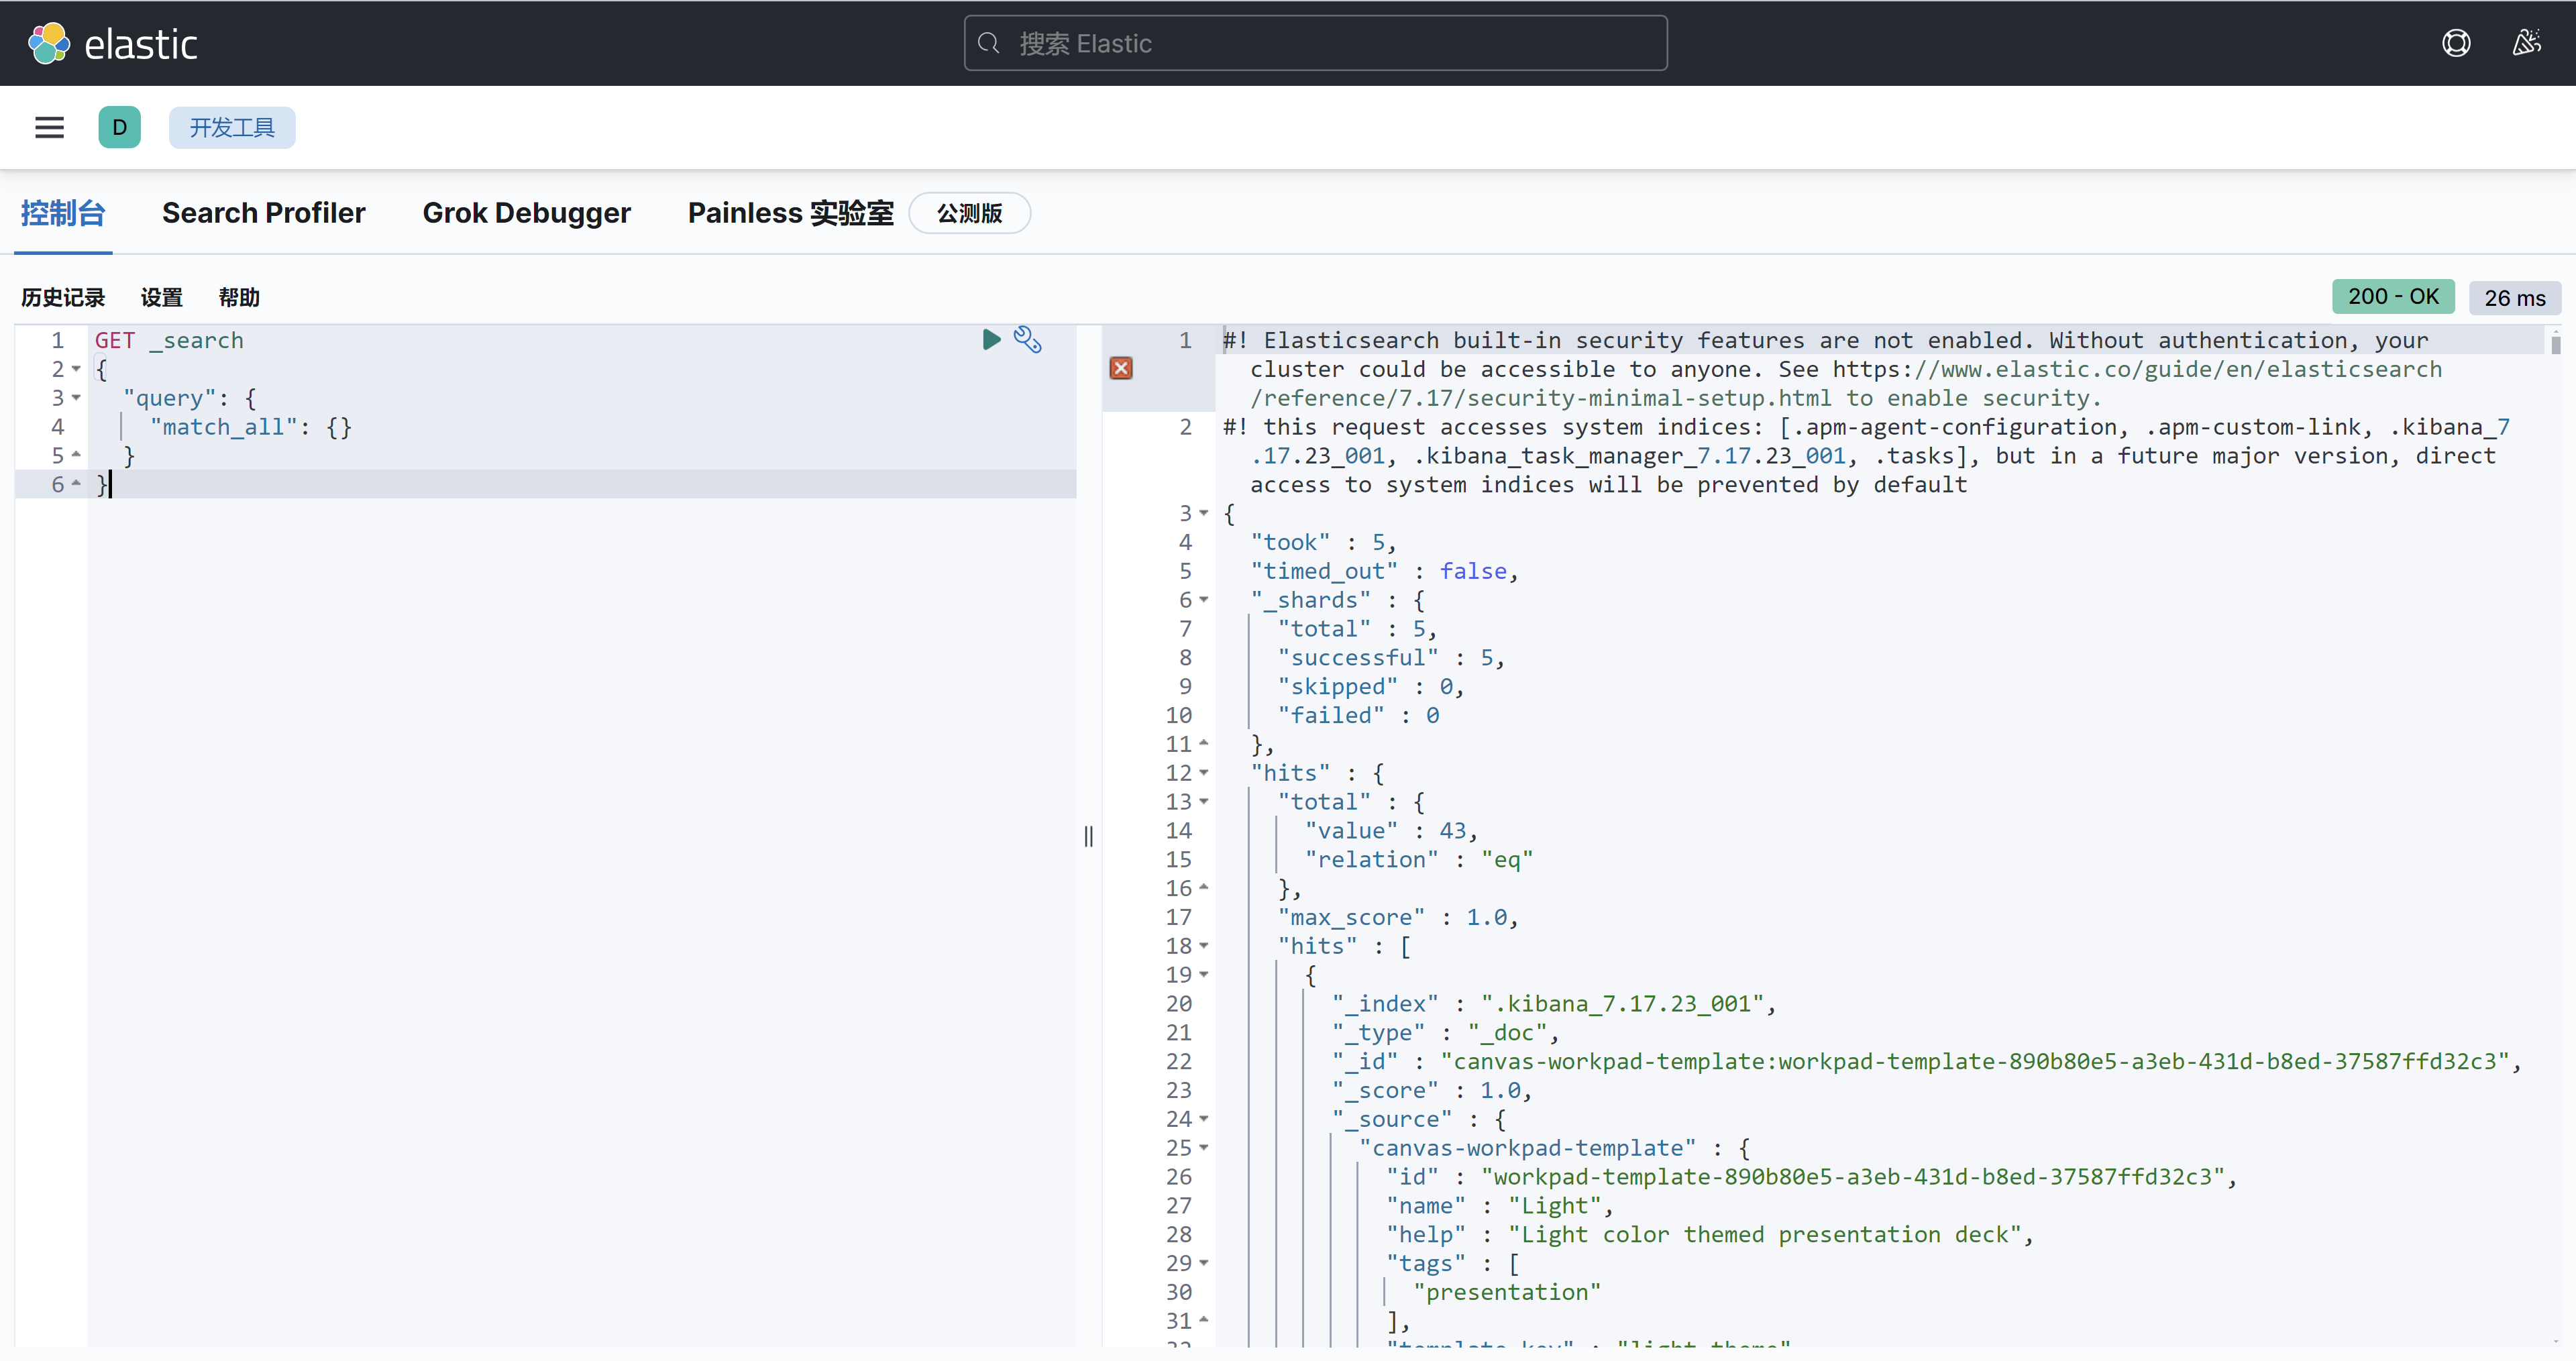 elastic
搜索 Elastic
D
开发工具
控制台
Search Profiler
Grok Debugger
Painless 实验室
公测版
历史记录
设置
帮助
200 - OK
26 ms
1 GET _search
2 {
3 "query": {
4 "match_all": {}
5 }
6 }
1 #! Elasticsearch built-in security features are not enabled. Without authentication, your
cluster could be accessible to anyone. See https://www.elastic.co/guide/en/elasticsearch
/reference/7.17/security-minimal-setup.html to enable security.
2 #! this request accesses system indices: [.apm-agent-configuration, .apm-custom-link, .kibana_7
.17.23_001, .kibana_task_manager_7.17.23_001, .tasks], but in a future major version, direct
access to system indices will be prevented by default
3 {
4 "took" : 5,
5 "timed_out" : false,
6 "_shards" : {
7 "total" : 5,
8 "successful" : 5,
9 "skipped" : 0,
10 "failed" : 0
11 },
12 "hits" : {
13 "total" : {
14 "value" : 43,
15 "relation" : "eq"
16 },
17 "max_score" : 1.0,
18 "hits" : [
19 {
20 "_index" : ".kibana_7.17.23_001",
21 "_type" : "_doc",
22 "_id" : "canvas-workpad-template:workpad-template-890b80e5-a3eb-431d-b8ed-37587ffd32c3",
23 "_score" : 1.0,
24 "_source" : {
25 "canvas-workpad-template" : {
26 "id" : "workpad-template-890b80e5-a3eb-431d-b8ed-37587ffd32c3",
27 "name" : "Light",
28 "help" : "Light color themed presentation deck",
29 "tags" : [
30 "presentation"
31 ],